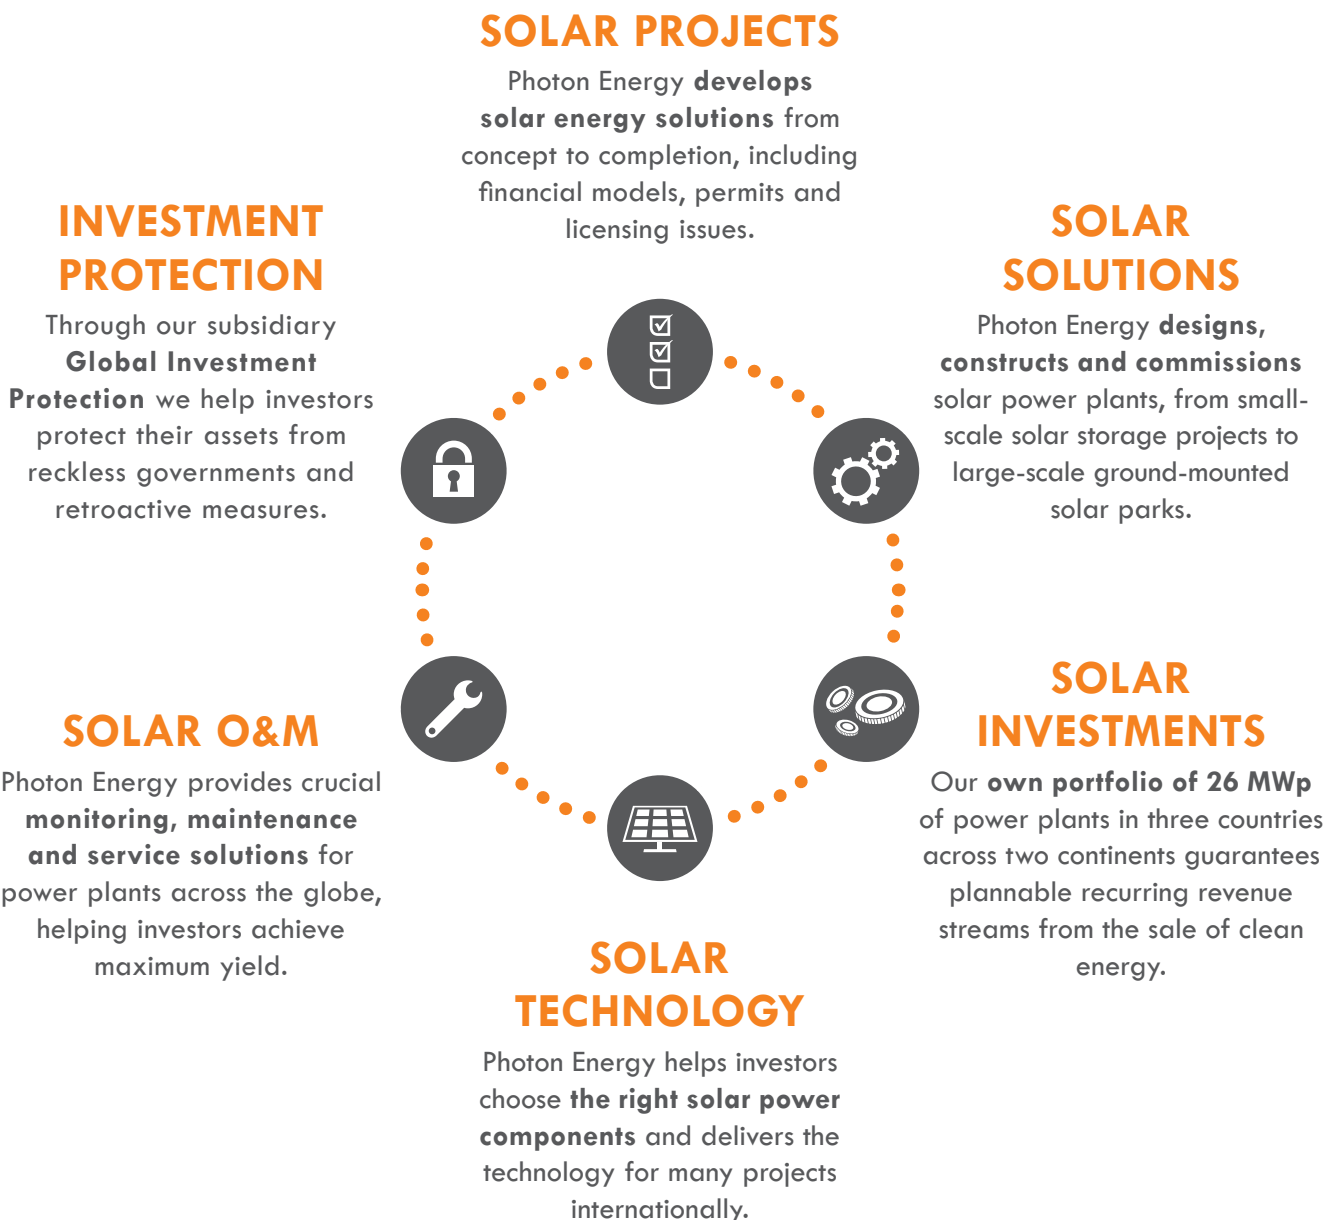 SOLAR PROJECTS
Photon Energy develops
solar energy solutions from
concept to completion, including
financial models, permits and
licensing issues.
INVESTMENT
PROTECTION
Through our subsidiary
Global Investment
Protection we help investors
protect their assets from
reckless governments and
retroactive measures.
SOLAR
SOLUTIONS
Photon Energy designs,
constructs and commissions
solar power plants, from small-
scale solar storage projects to
large-scale ground-mounted
solar parks.
SOLAR O&M
Photon Energy provides crucial
monitoring, maintenance
and service solutions for
power plants across the globe,
helping investors achieve
maximum yield.
SOLAR
INVESTMENTS
Our own portfolio of 26 MWp
of power plants in three countries
across two continents guarantees
plannable recurring revenue
streams from the sale of clean
energy.
SOLAR
TECHNOLOGY
Photon Energy helps investors
choose the right solar power
components and delivers the
technology for many projects
internationally.